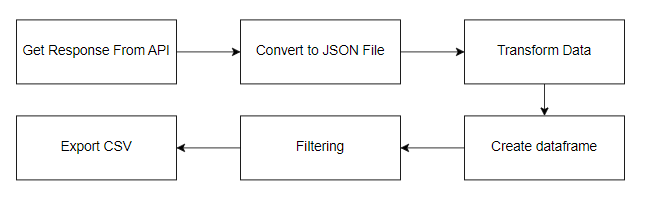 Get Response From API
Convert to JSON File
Transform Data
Export CSV
Filtering
Create dataframe